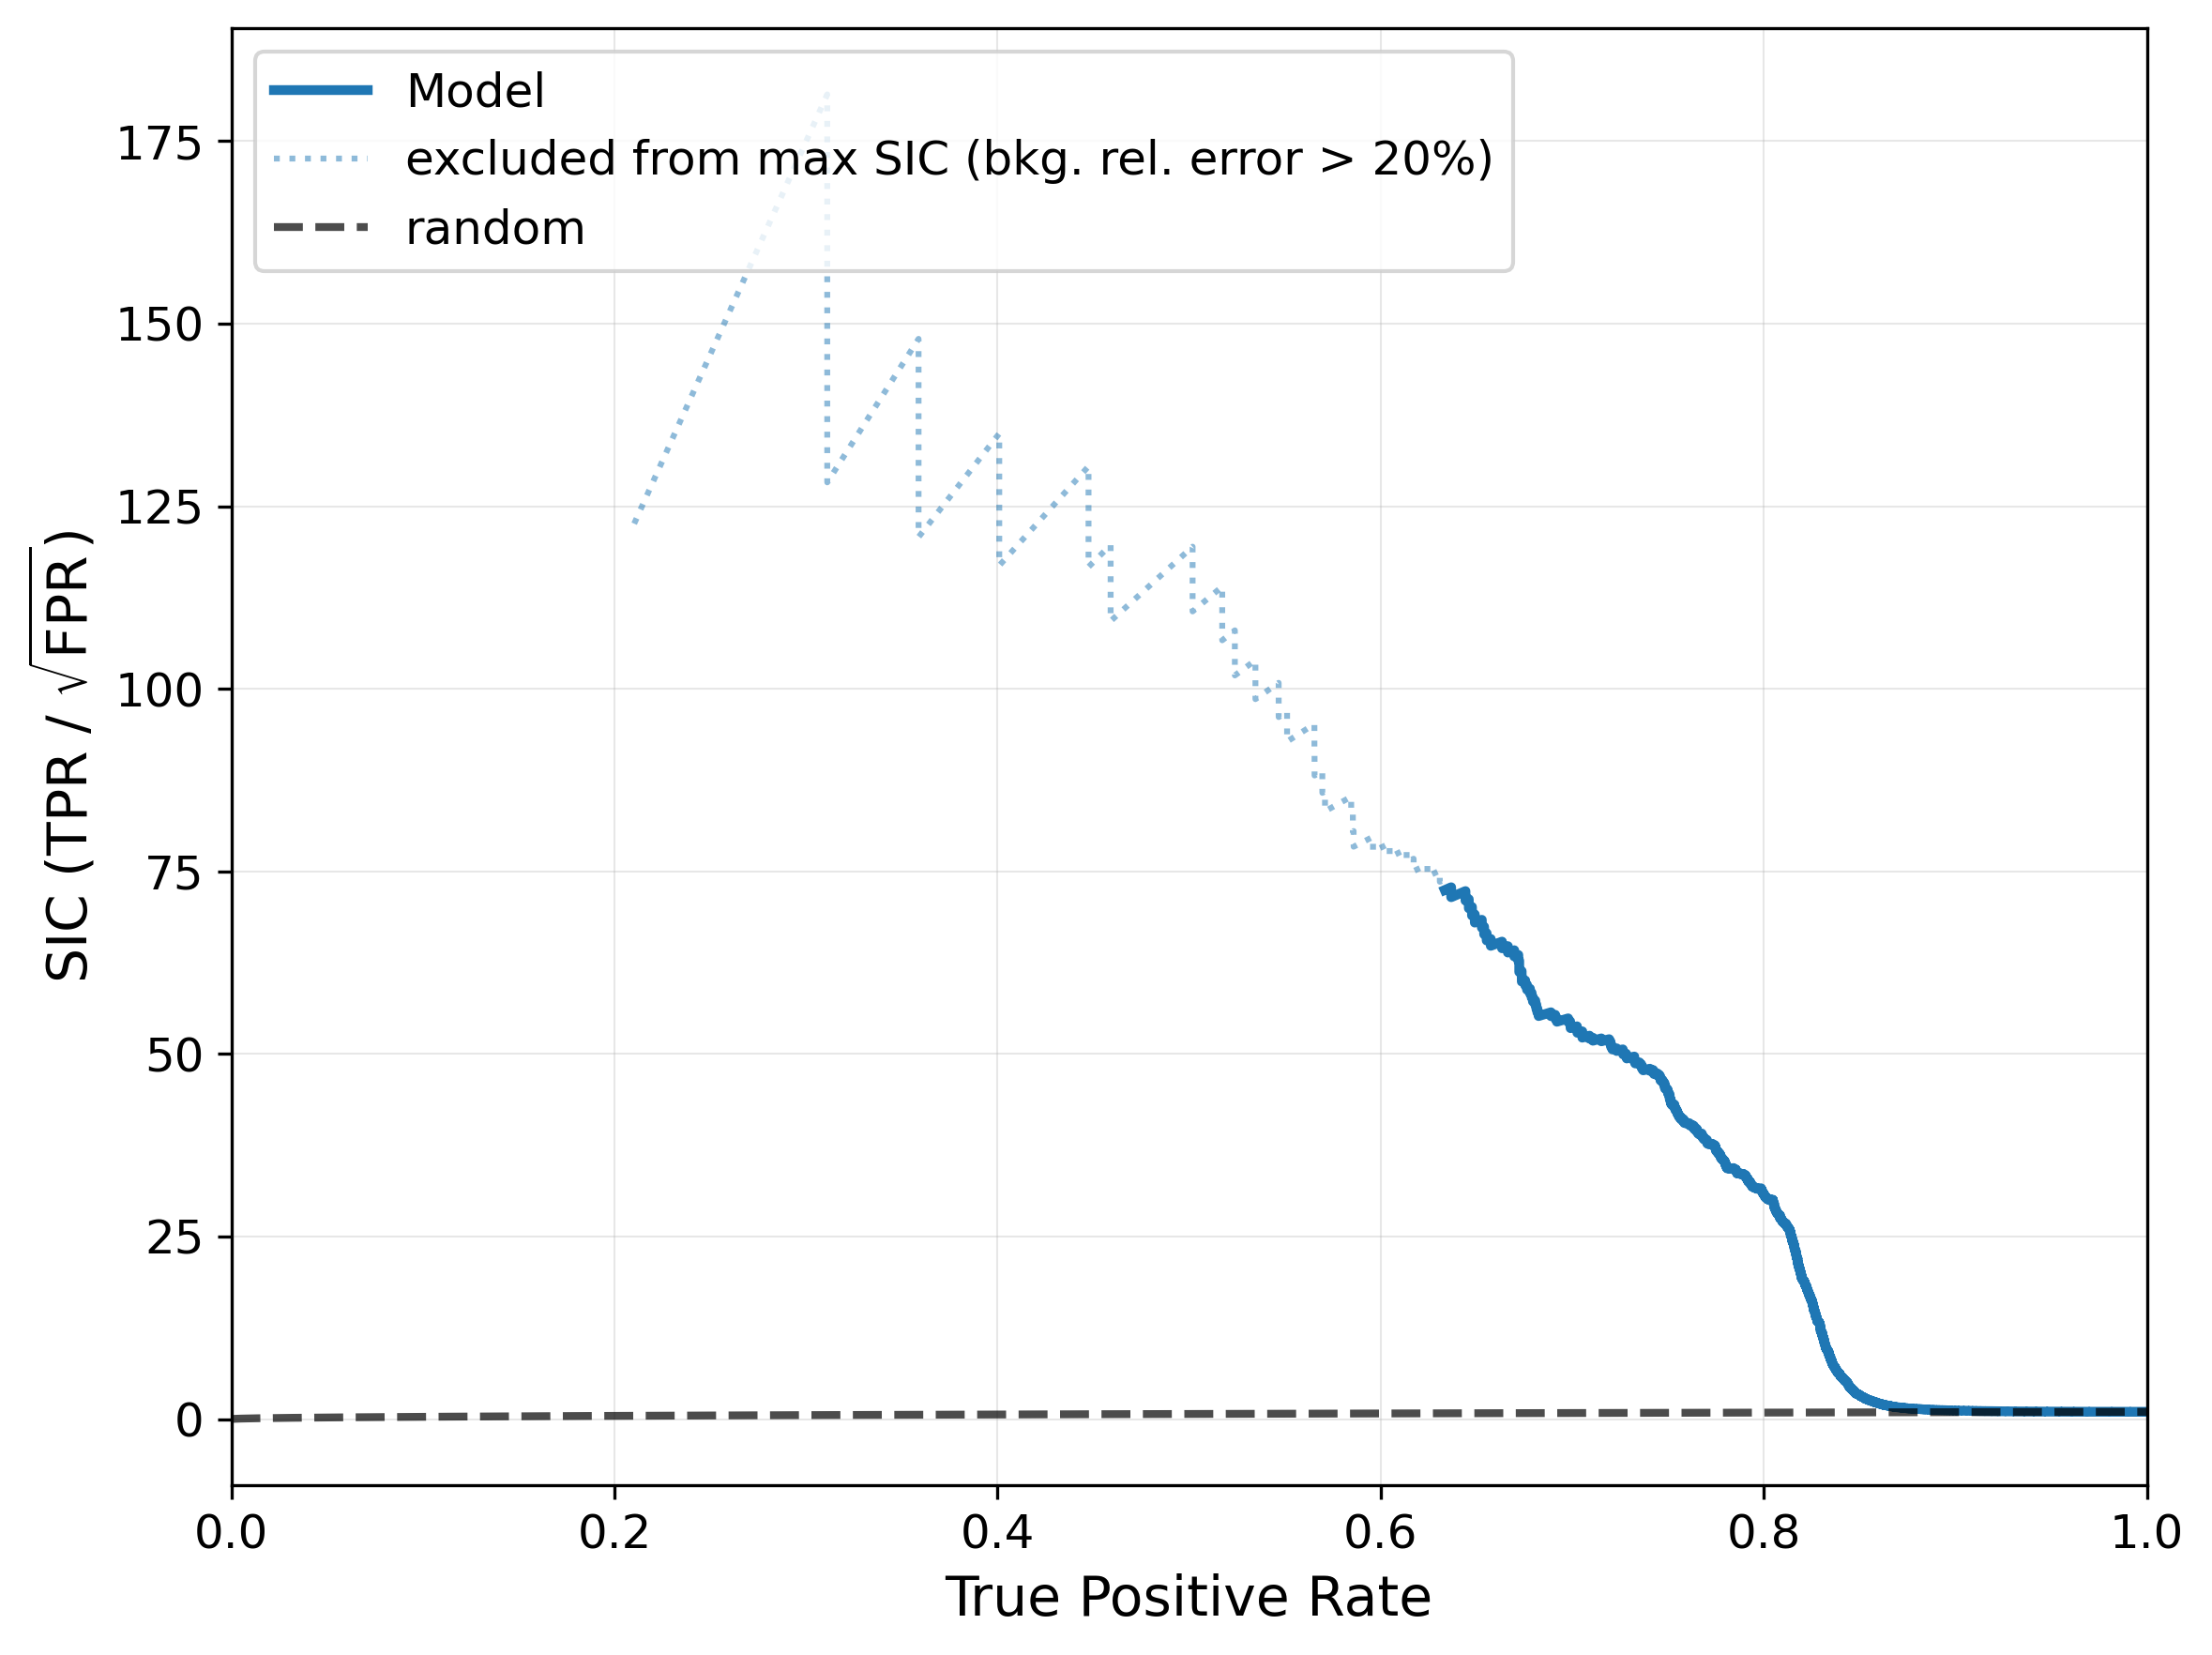 Model
excluded from max SIC (bkg. rel. error > 20%)
random
175
150
125
100
75
50
25
0
SIC (TPR / √FPR)
0.0 0.2 0.4 0.6 0.8 1.0
True Positive Rate